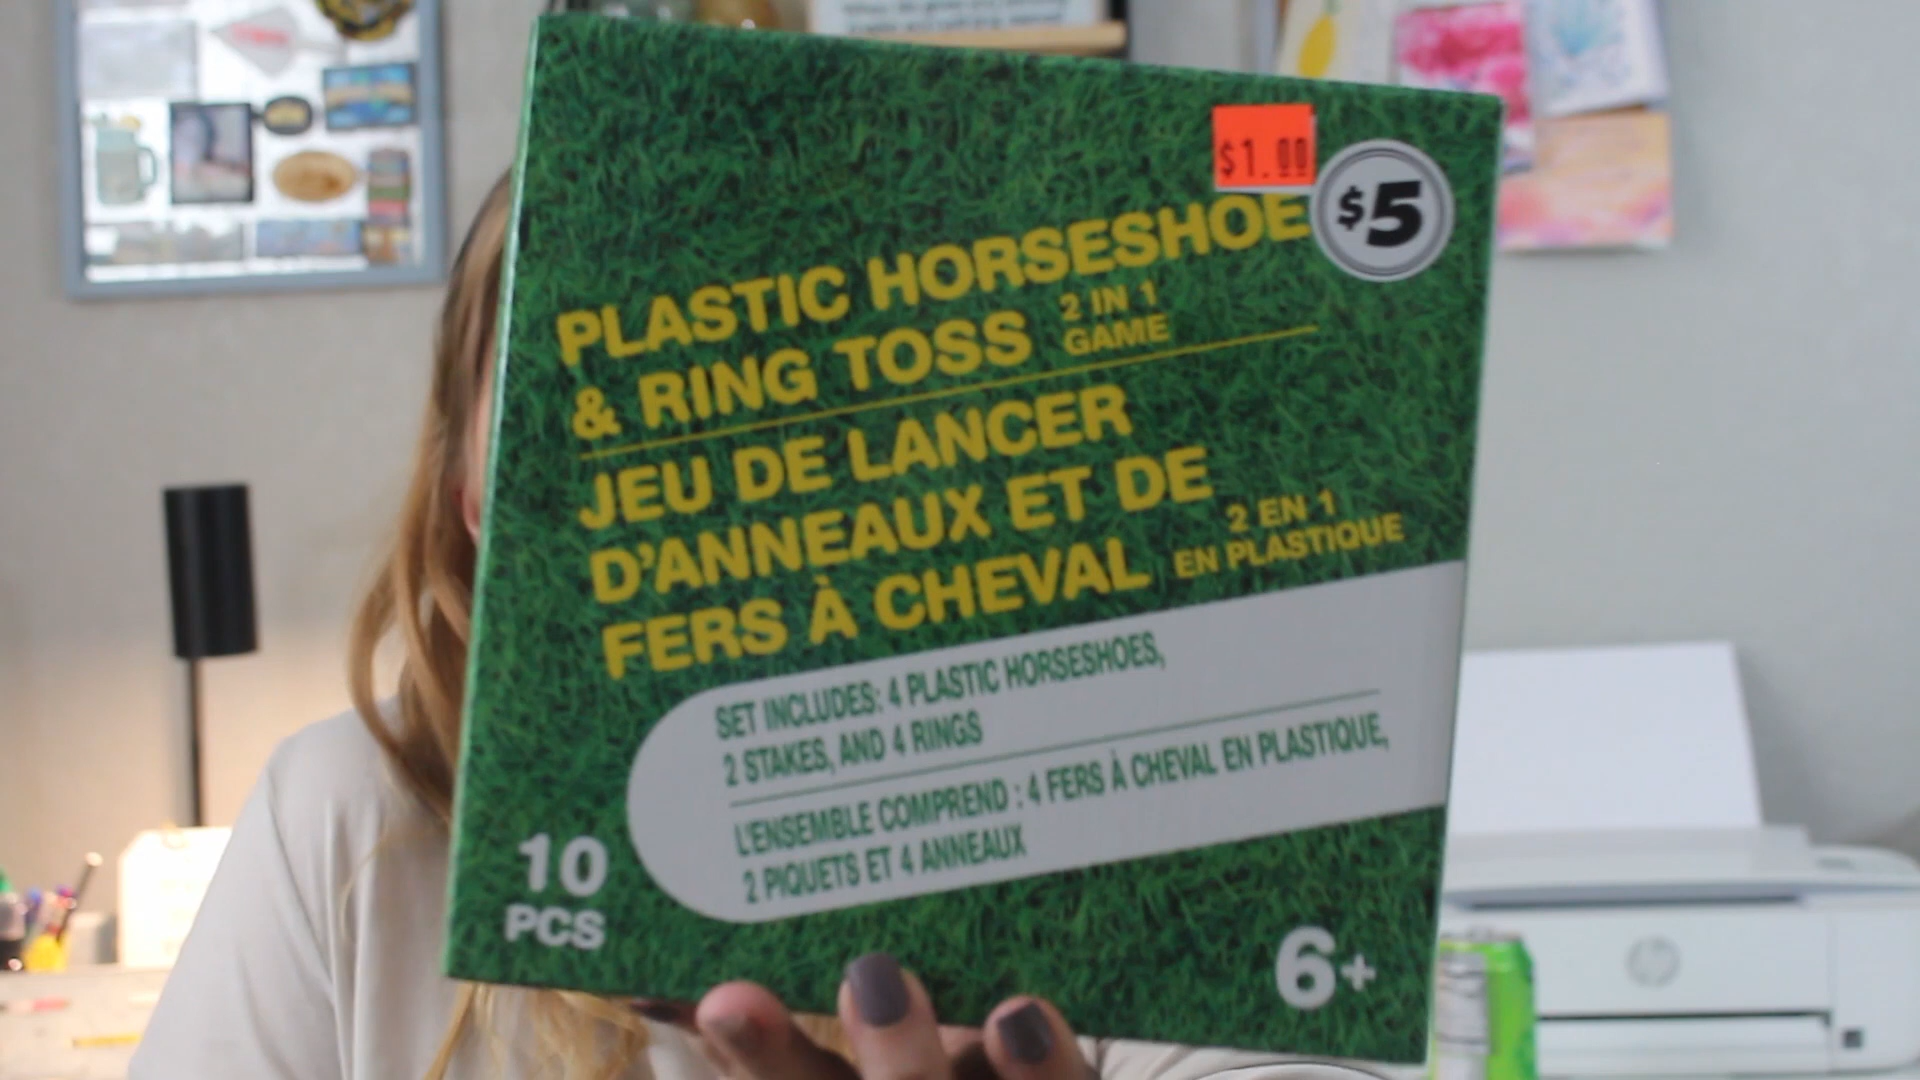 $1.00
$5
PLASTIC HORSESHOE
& RING TOSS
2 IN 1
GAME
JEU DE LANCER
D'ANNEAUX ET DE
FERS À CHEVAL
2 EN 1
EN PLASTIQUE
SET INCLUDES: 4 PLASTIC HORSESHOES,
2 STAKES, AND 4 RINGS
L'ENSEMBLE COMPREND : 4 FERS À CHEVAL EN PLASTIQUE,
2 PIQUETS ET 4 ANNEAUX
10
PCS
6+
hp